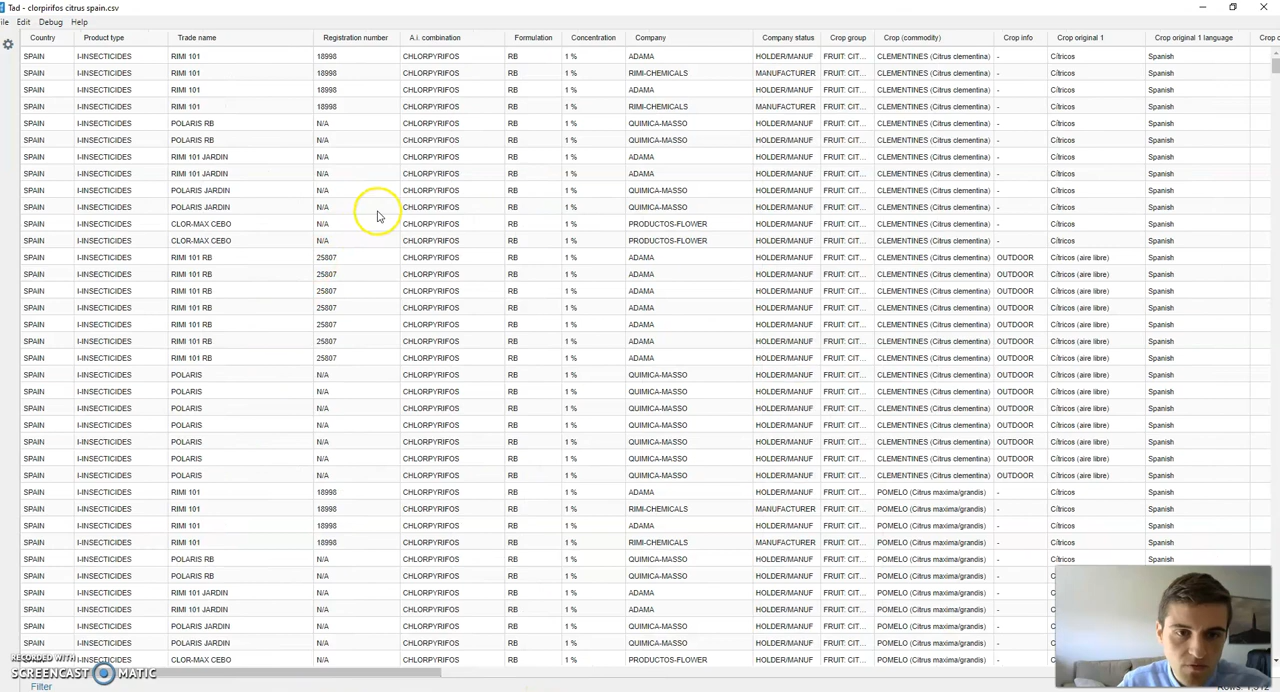 Tad - clorpirifos citrus spain.csv
ile Edit Debug Help
Country Product type Trade name Registration number A.i. combination Formulation Concentration Company Company status Crop group Crop (commodity) Crop info Crop original 1 Crop original 1 language Crop o
SPAIN I-INSECTICIDES RIMI 101 18998 CHLORPYRIFOS RB 1 % ADAMA HOLDER/MANUF FRUIT: CIT... CLEMENTINES (Citrus clementina) - Cítricos Spanish
SPAIN I-INSECTICIDES RIMI 101 18998 CHLORPYRIFOS RB 1 % RIMI-CHEMICALS MANUFACTURER FRUIT: CIT... CLEMENTINES (Citrus clementina) - Cítricos Spanish
SPAIN I-INSECTICIDES RIMI 101 18998 CHLORPYRIFOS RB 1 % ADAMA HOLDER/MANUF FRUIT: CIT... CLEMENTINES (Citrus clementina) - Cítricos Spanish
SPAIN I-INSECTICIDES RIMI 101 18998 CHLORPYRIFOS RB 1 % RIMI-CHEMICALS MANUFACTURER FRUIT: CIT... CLEMENTINES (Citrus clementina) - Cítricos Spanish
SPAIN I-INSECTICIDES POLARIS RB N/A CHLORPYRIFOS RB 1 % QUIMICA-MASSO HOLDER/MANUF FRUIT: CIT... CLEMENTINES (Citrus clementina) - Cítricos Spanish
SPAIN I-INSECTICIDES POLARIS RB N/A CHLORPYRIFOS RB 1 % QUIMICA-MASSO HOLDER/MANUF FRUIT: CIT... CLEMENTINES (Citrus clementina) - Cítricos Spanish
SPAIN I-INSECTICIDES RIMI 101 JARDIN N/A CHLORPYRIFOS RB 1 % ADAMA HOLDER/MANUF FRUIT: CIT... CLEMENTINES (Citrus clementina) - Cítricos Spanish
SPAIN I-INSECTICIDES RIMI 101 JARDIN N/A CHLORPYRIFOS RB 1 % ADAMA HOLDER/MANUF FRUIT: CIT... CLEMENTINES (Citrus clementina) - Cítricos Spanish
SPAIN I-INSECTICIDES POLARIS JARDIN N/A CHLORPYRIFOS RB 1 % QUIMICA-MASSO HOLDER/MANUF FRUIT: CIT... CLEMENTINES (Citrus clementina) - Cítricos Spanish
SPAIN I-INSECTICIDES POLARIS JARDIN N/A CHLORPYRIFOS RB 1 % QUIMICA-MASSO HOLDER/MANUF FRUIT: CIT... CLEMENTINES (Citrus clementina) - Cítricos Spanish
SPAIN I-INSECTICIDES CLOR-MAX CEBO N/A CHLORPYRIFOS RB 1 % PRODUCTOS-FLOWER HOLDER/MANUF FRUIT: CIT... CLEMENTINES (Citrus clementina) - Cítricos Spanish
SPAIN I-INSECTICIDES CLOR-MAX CEBO N/A CHLORPYRIFOS RB 1 % PRODUCTOS-FLOWER HOLDER/MANUF FRUIT: CIT... CLEMENTINES (Citrus clementina) - Cítricos Spanish
SPAIN I-INSECTICIDES RIMI 101 RB 25807 CHLORPYRIFOS RB 1 % ADAMA HOLDER/MANUF FRUIT: CIT... CLEMENTINES (Citrus clementina) OUTDOOR Cítricos (aire libre) Spanish
SPAIN I-INSECTICIDES RIMI 101 RB 25807 CHLORPYRIFOS RB 1 % ADAMA HOLDER/MANUF FRUIT: CIT... CLEMENTINES (Citrus clementina) OUTDOOR Cítricos (aire libre) Spanish
SPAIN I-INSECTICIDES RIMI 101 RB 25807 CHLORPYRIFOS RB 1 % ADAMA HOLDER/MANUF FRUIT: CIT... CLEMENTINES (Citrus clementina) OUTDOOR Cítricos (aire libre) Spanish
SPAIN I-INSECTICIDES RIMI 101 RB 25807 CHLORPYRIFOS RB 1 % ADAMA HOLDER/MANUF FRUIT: CIT... CLEMENTINES (Citrus clementina) OUTDOOR Cítricos (aire libre) Spanish
SPAIN I-INSECTICIDES RIMI 101 RB 25807 CHLORPYRIFOS RB 1 % ADAMA HOLDER/MANUF FRUIT: CIT... CLEMENTINES (Citrus clementina) OUTDOOR Cítricos (aire libre) Spanish
SPAIN I-INSECTICIDES RIMI 101 RB 25807 CHLORPYRIFOS RB 1 % ADAMA HOLDER/MANUF FRUIT: CIT... CLEMENTINES (Citrus clementina) OUTDOOR Cítricos (aire libre) Spanish
SPAIN I-INSECTICIDES RIMI 101 RB 25807 CHLORPYRIFOS RB 1 % ADAMA HOLDER/MANUF FRUIT: CIT... CLEMENTINES (Citrus clementina) OUTDOOR Cítricos (aire libre) Spanish
SPAIN I-INSECTICIDES POLARIS N/A CHLORPYRIFOS RB 1 % QUIMICA-MASSO HOLDER/MANUF FRUIT: CIT... CLEMENTINES (Citrus clementina) OUTDOOR Cítricos (aire libre) Spanish
SPAIN I-INSECTICIDES POLARIS N/A CHLORPYRIFOS RB 1 % QUIMICA-MASSO HOLDER/MANUF FRUIT: CIT... CLEMENTINES (Citrus clementina) OUTDOOR Cítricos (aire libre) Spanish
SPAIN I-INSECTICIDES POLARIS N/A CHLORPYRIFOS RB 1 % QUIMICA-MASSO HOLDER/MANUF FRUIT: CIT... CLEMENTINES (Citrus clementina) OUTDOOR Cítricos (aire libre) Spanish
SPAIN I-INSECTICIDES POLARIS N/A CHLORPYRIFOS RB 1 % QUIMICA-MASSO HOLDER/MANUF FRUIT: CIT... CLEMENTINES (Citrus clementina) OUTDOOR Cítricos (aire libre) Spanish
SPAIN I-INSECTICIDES POLARIS N/A CHLORPYRIFOS RB 1 % QUIMICA-MASSO HOLDER/MANUF FRUIT: CIT... CLEMENTINES (Citrus clementina) OUTDOOR Cítricos (aire libre) Spanish
SPAIN I-INSECTICIDES POLARIS N/A CHLORPYRIFOS RB 1 % QUIMICA-MASSO HOLDER/MANUF FRUIT: CIT... CLEMENTINES (Citrus clementina) OUTDOOR Cítricos (aire libre) Spanish
SPAIN I-INSECTICIDES POLARIS N/A CHLORPYRIFOS RB 1 % QUIMICA-MASSO HOLDER/MANUF FRUIT: CIT... CLEMENTINES (Citrus clementina) OUTDOOR Cítricos (aire libre) Spanish
SPAIN I-INSECTICIDES RIMI 101 18998 CHLORPYRIFOS RB 1 % ADAMA HOLDER/MANUF FRUIT: CIT... POMELO (Citrus maxima/grandis) - Cítricos Spanish
SPAIN I-INSECTICIDES RIMI 101 18998 CHLORPYRIFOS RB 1 % RIMI-CHEMICALS MANUFACTURER FRUIT: CIT... POMELO (Citrus maxima/grandis) - Cítricos Spanish
SPAIN I-INSECTICIDES RIMI 101 18998 CHLORPYRIFOS RB 1 % ADAMA HOLDER/MANUF FRUIT: CIT... POMELO (Citrus maxima/grandis) - Cítricos Spanish
SPAIN I-INSECTICIDES RIMI 101 18998 CHLORPYRIFOS RB 1 % RIMI-CHEMICALS MANUFACTURER FRUIT: CIT... POMELO (Citrus maxima/grandis) - Cítricos Spanish
SPAIN I-INSECTICIDES POLARIS RB N/A CHLORPYRIFOS RB 1 % QUIMICA-MASSO HOLDER/MANUF FRUIT: CIT... POMELO (Citrus maxima/grandis) - Cítricos Spanish
SPAIN I-INSECTICIDES POLARIS RB N/A CHLORPYRIFOS RB 1 % QUIMICA-MASSO HOLDER/MANUF FRUIT: CIT... POMELO (Citrus maxima/grandis) -
SPAIN I-INSECTICIDES RIMI 101 JARDIN N/A CHLORPYRIFOS RB 1 % ADAMA HOLDER/MANUF FRUIT: CIT... POMELO (Citrus maxima/grandis) -
SPAIN I-INSECTICIDES RIMI 101 JARDIN N/A CHLORPYRIFOS RB 1 % ADAMA HOLDER/MANUF FRUIT: CIT... POMELO (Citrus maxima/grandis) -
SPAIN I-INSECTICIDES POLARIS JARDIN N/A CHLORPYRIFOS RB 1 % QUIMICA-MASSO HOLDER/MANUF FRUIT: CIT... POMELO (Citrus maxima/grandis) -
SPAIN I-INSECTICIDES POLARIS JARDIN N/A CHLORPYRIFOS RB 1 % QUIMICA-MASSO HOLDER/MANUF FRUIT: CIT... POMELO (Citrus maxima/grandis) -
I-INSECTICIDES CLOR-MAX CEBO N/A CHLORPYRIFOS RB 1 % PRODUCTOS-FLOWER HOLDER/MANUF FRUIT: CIT... POMELO (Citrus maxima/grandis) -
RECORDED WITH
SCREENCAST MATIC
Filter